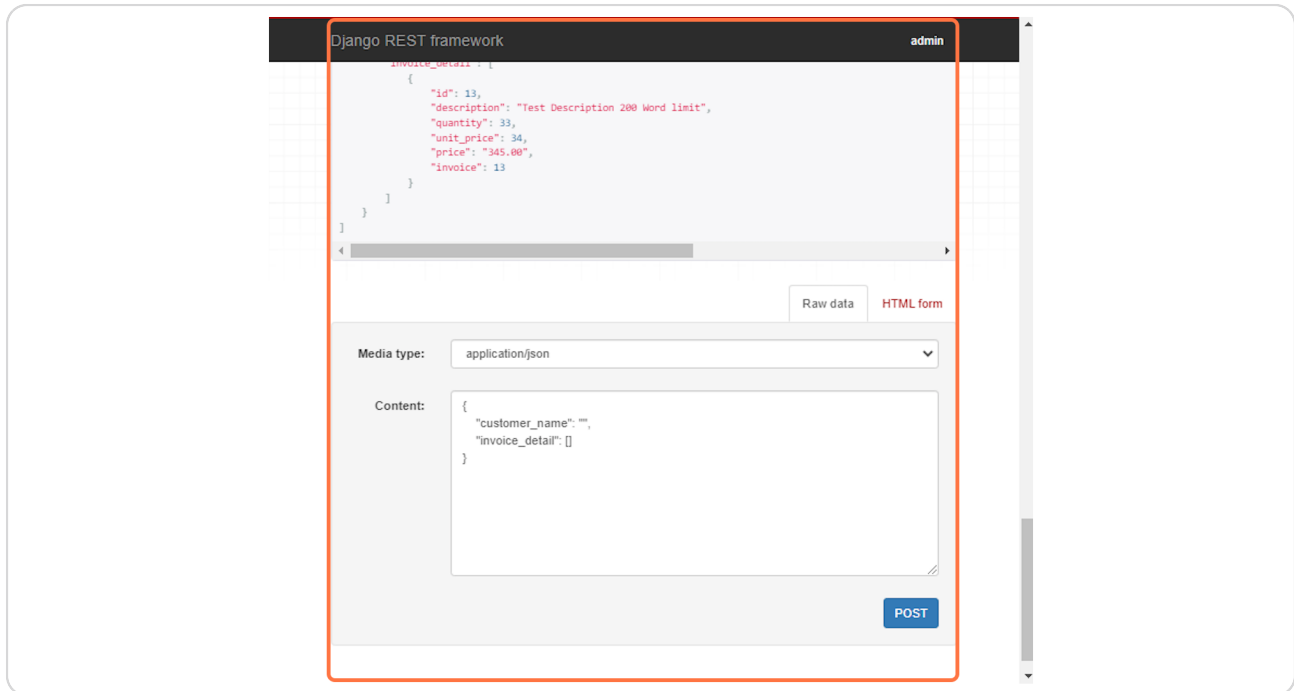 Django REST framework
admin
"invoice_detail": [
{
"id": 13,
"description": "Test Description 200 Word limit",
"quantity": 33,
"unit_price": 34,
"price": "345.00",
"invoice": 13
}
]
}
]
Raw data HTML form
Media type: application/json
Content: {
"customer_name": "",
"invoice_detail": []
}
POST